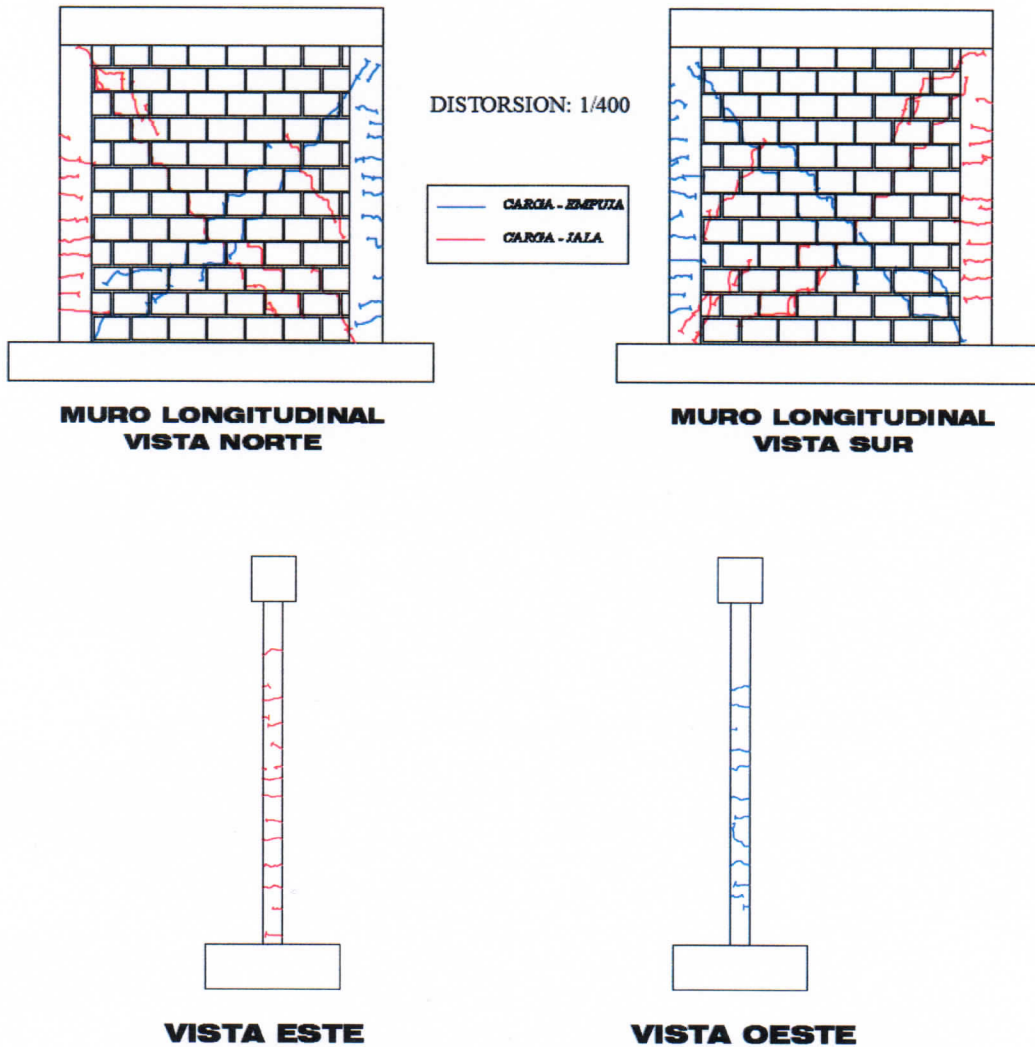 DISTORSION: 1/400
CARGA - EMPUJA
CARGA - JALA
MURO LONGITUDINAL
VISTA NORTE
MURO LONGITUDINAL
VISTA SUR
VISTA ESTE
VISTA OESTE